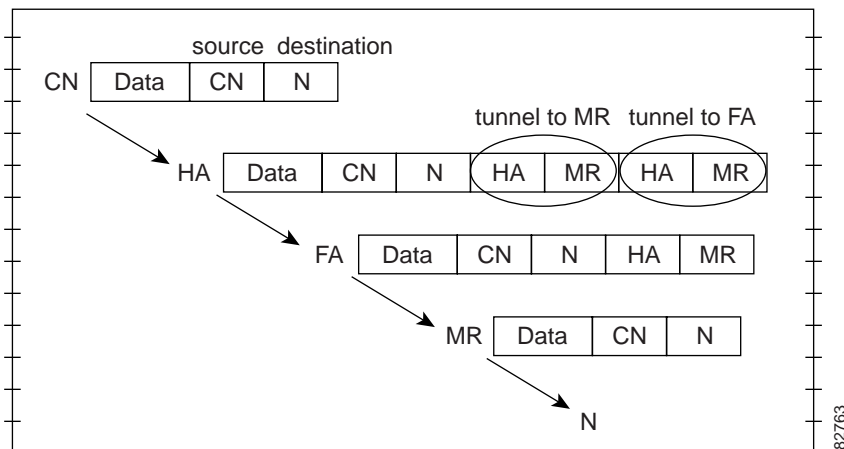 source destination
CN Data CN N
tunnel to MR tunnel to FA
HA Data CN N HA MR HA MR
FA Data CN N HA MR
MR Data CN N
N
82763